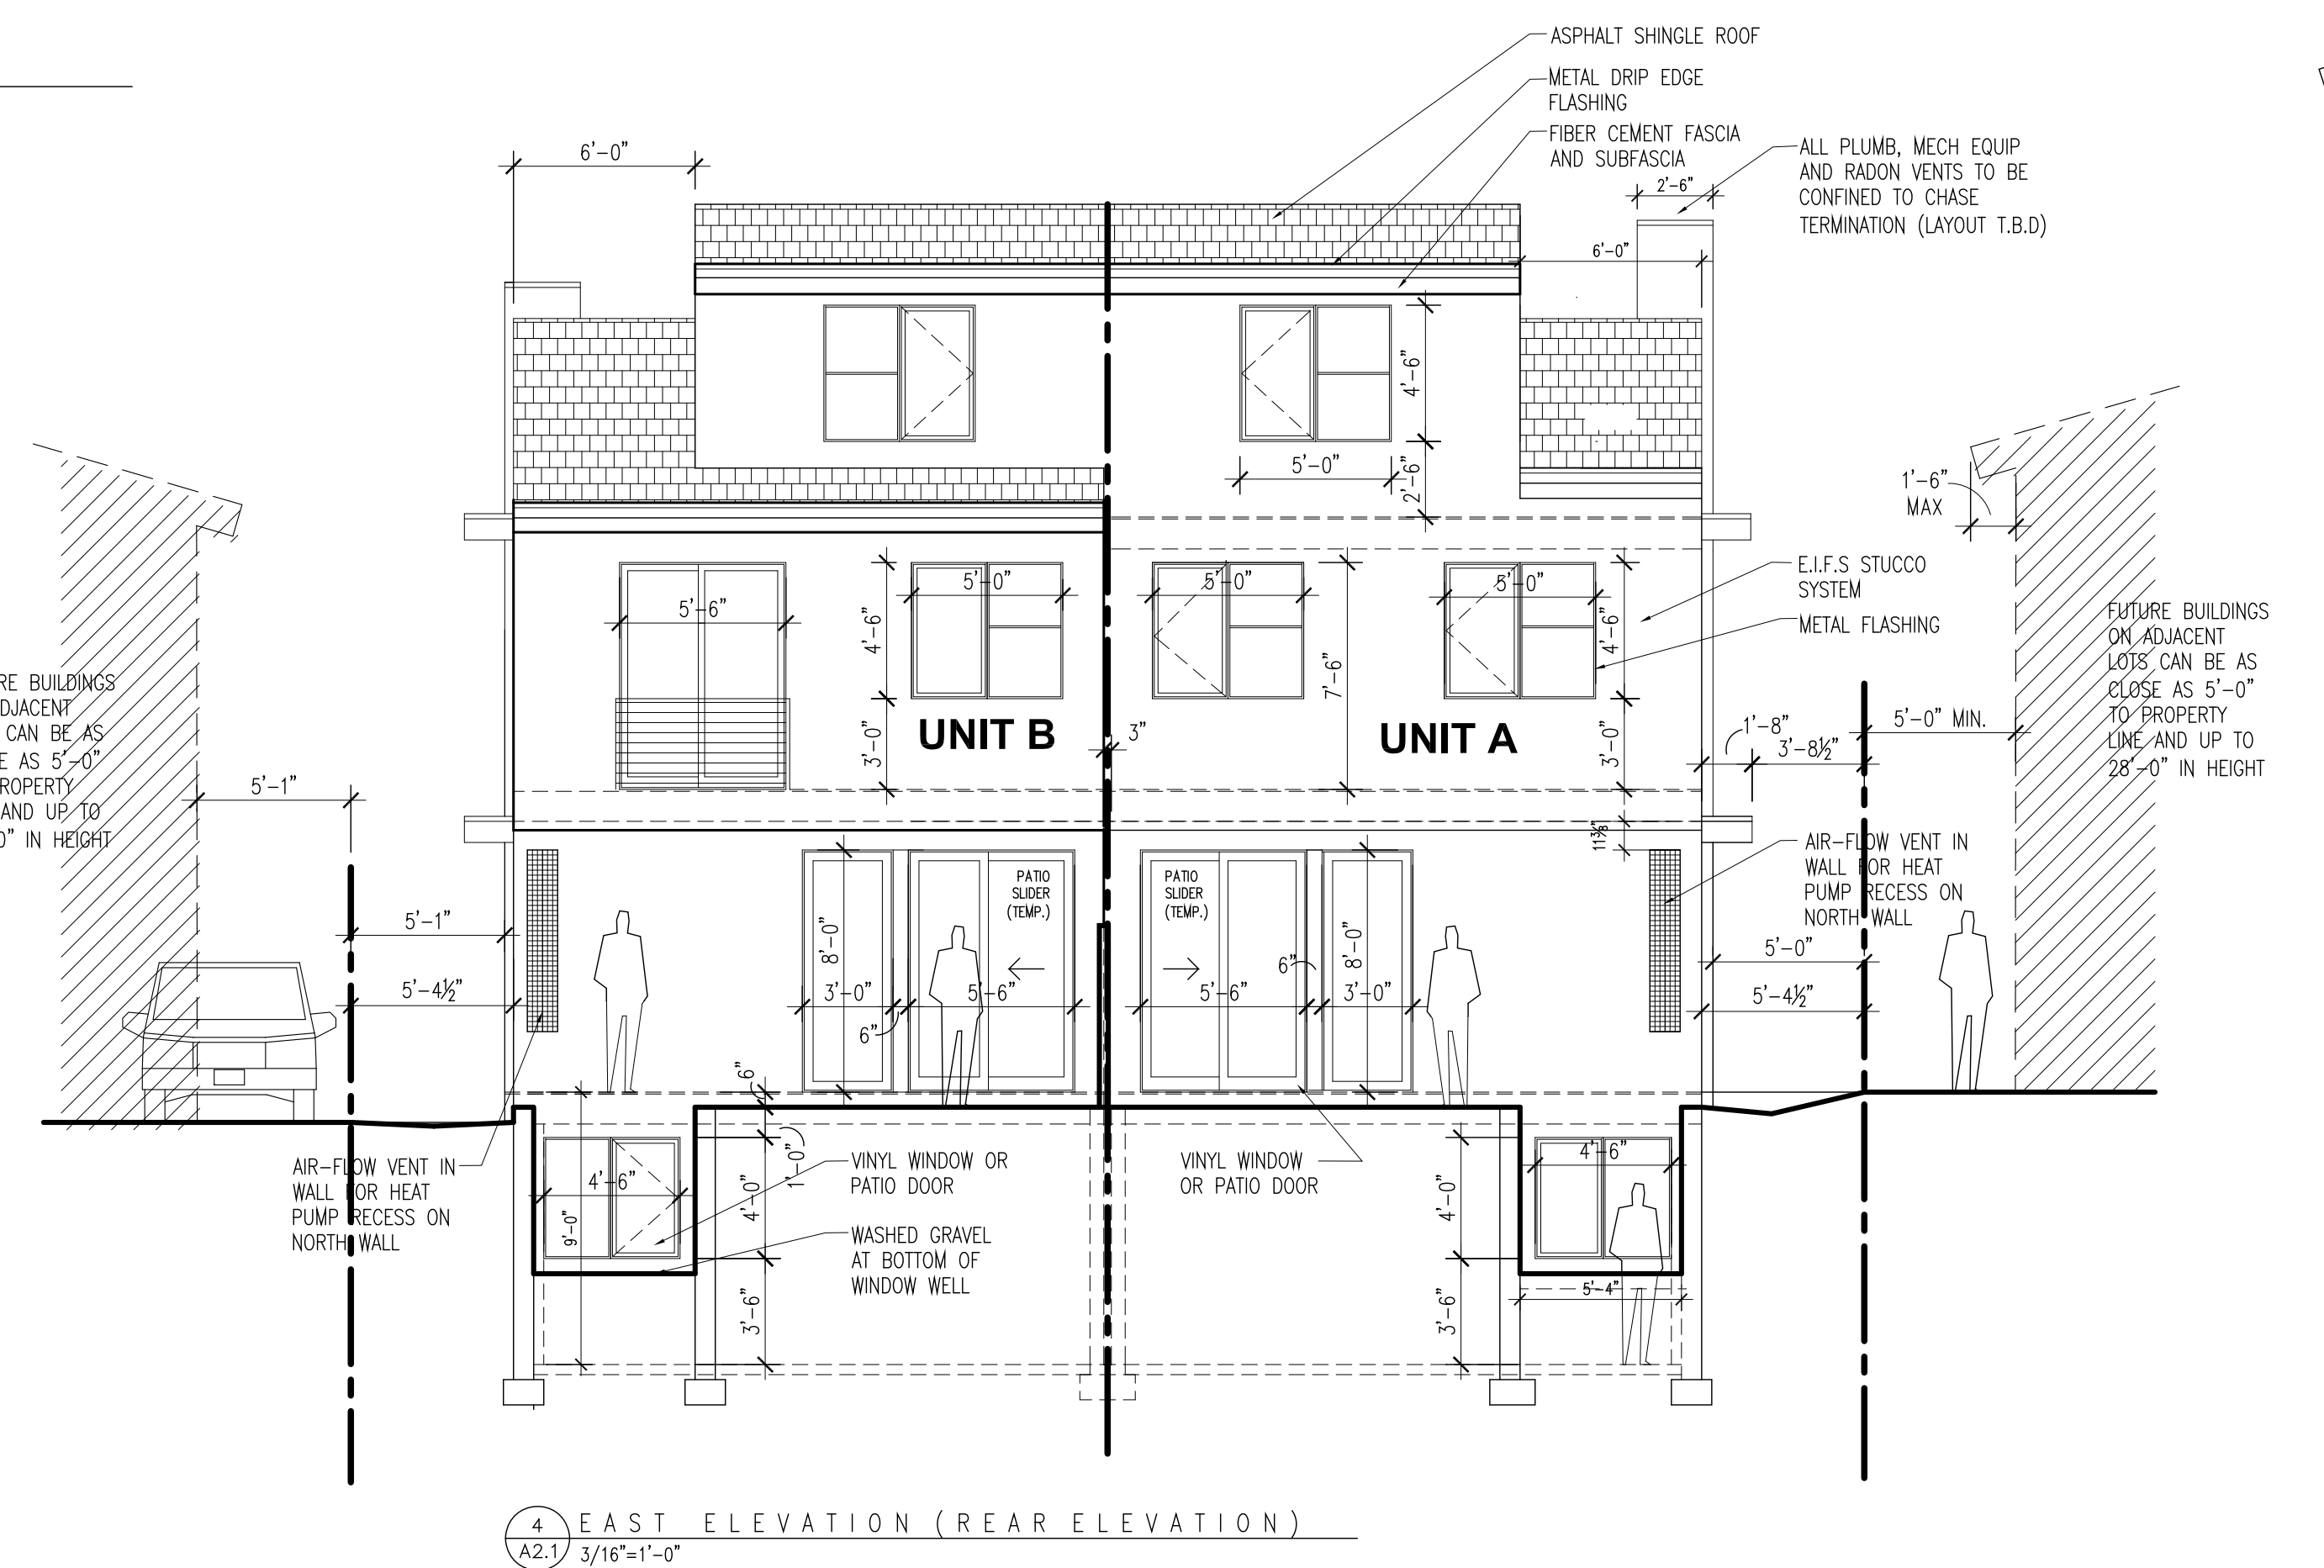 ASPHALT SHINGLE ROOF
METAL DRIP EDGE
FLASHING
FIBER CEMENT FASCIA
AND SUBFASCIA
ALL PLUMB, MECH EQUIP
AND RADON VENTS TO BE
CONFINED TO CHASE
TERMINATION (LAYOUT T.B.D)
6'-0"
2'-6"
6'-0"
4'-6"
5'-0"
2'-6"
1'-6"
MAX
E.I.F.S STUCCO
SYSTEM
METAL FLASHING
FUTURE BUILDINGS
ON ADJACENT
LOTS CAN BE AS
CLOSE AS 5'-0"
TO PROPERTY
LINE AND UP TO
28'-0" IN HEIGHT
RE BUILDINGS
DJACENT
CAN BE AS
E AS 5'-0"
ROPERTY
AND UP TO
0" IN HEIGHT
5'-6"
4'-6"
5'-0"
5'-0"
7'-6"
5'-0"
4'-6"
UNIT B
3'-0"
3"
UNIT A
3'-0"
1'-8"
3'-8½"
5'-0" MIN.
5'-1"
11⅜"
AIR-FLOW VENT IN
WALL FOR HEAT
PUMP RECESS ON
NORTH WALL
PATIO
SLIDER
(TEMP.)
PATIO
SLIDER
(TEMP.)
5'-1"
5'-4½"
8'-0"
3'-0"
6"
5'-6"
5'-6"
6"
3'-0"
8'-0"
5'-0"
5'-4½"
6"
1'-0"
AIR-FLOW VENT IN
WALL FOR HEAT
PUMP RECESS ON
NORTH WALL
4'-6"
9'-0"
4'-0"
3'-6"
VINYL WINDOW OR
PATIO DOOR
WASHED GRAVEL
AT BOTTOM OF
WINDOW WELL
VINYL WINDOW
OR PATIO DOOR
4'-6"
4'-0"
5'-4"
3'-6"
4
A2.1
EAST ELEVATION (REAR ELEVATION)
3/16"=1'-0"